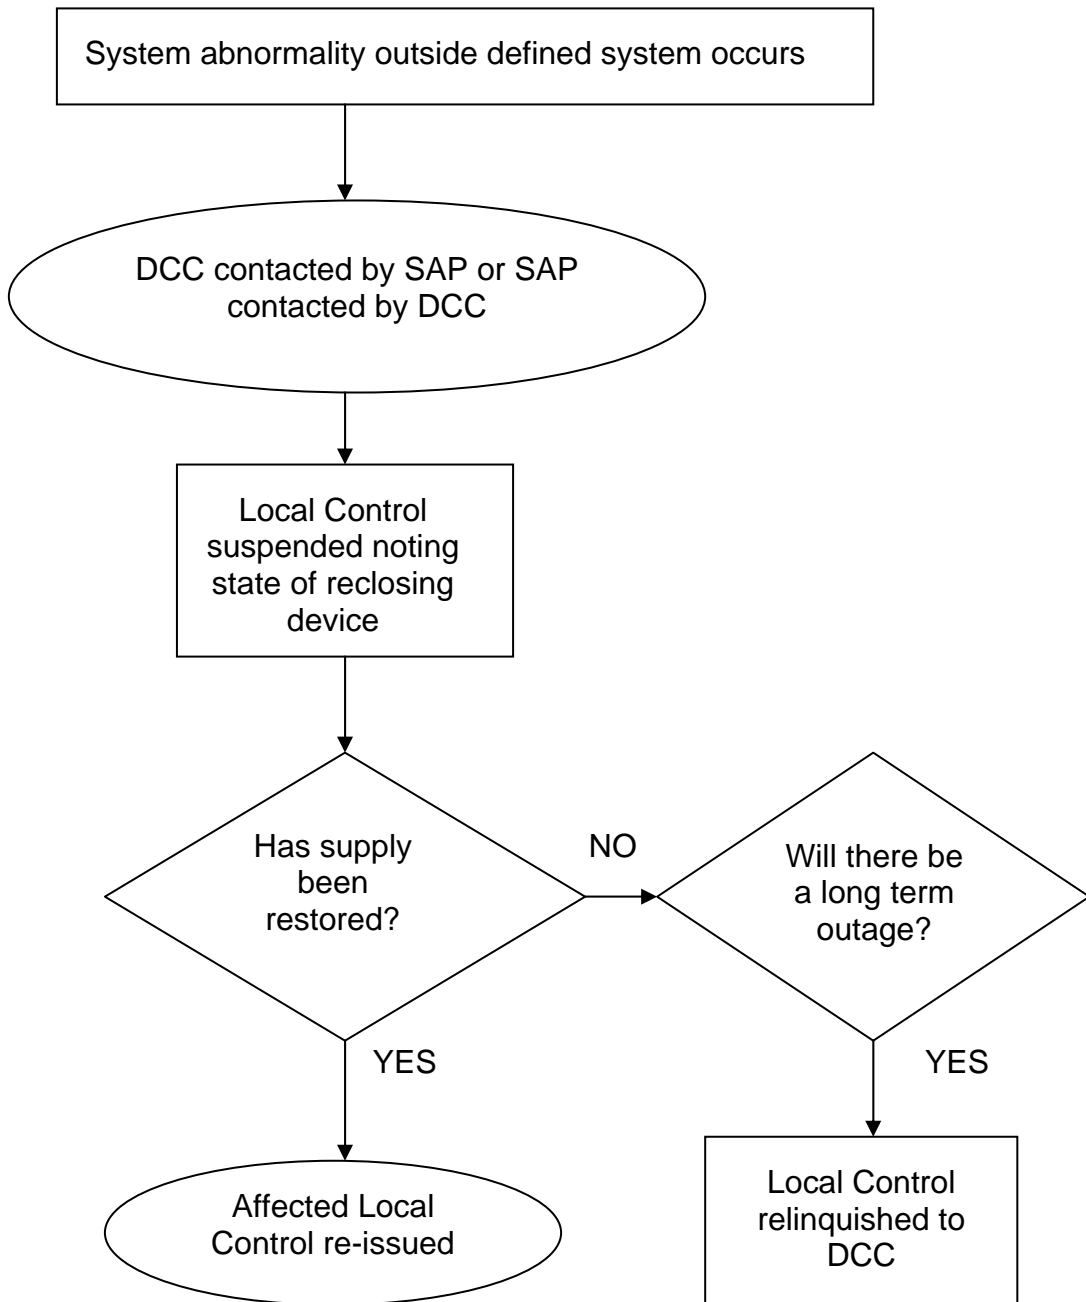 System abnormality outside defined system occurs
DCC contacted by SAP or SAP
contacted by DCC
Local Control
suspended noting
state of reclosing
device
Has supply
been
restored?
NO
Will there be
a long term
outage?
YES
YES
Affected Local
Control re-issued
Local Control
relinquished to
DCC